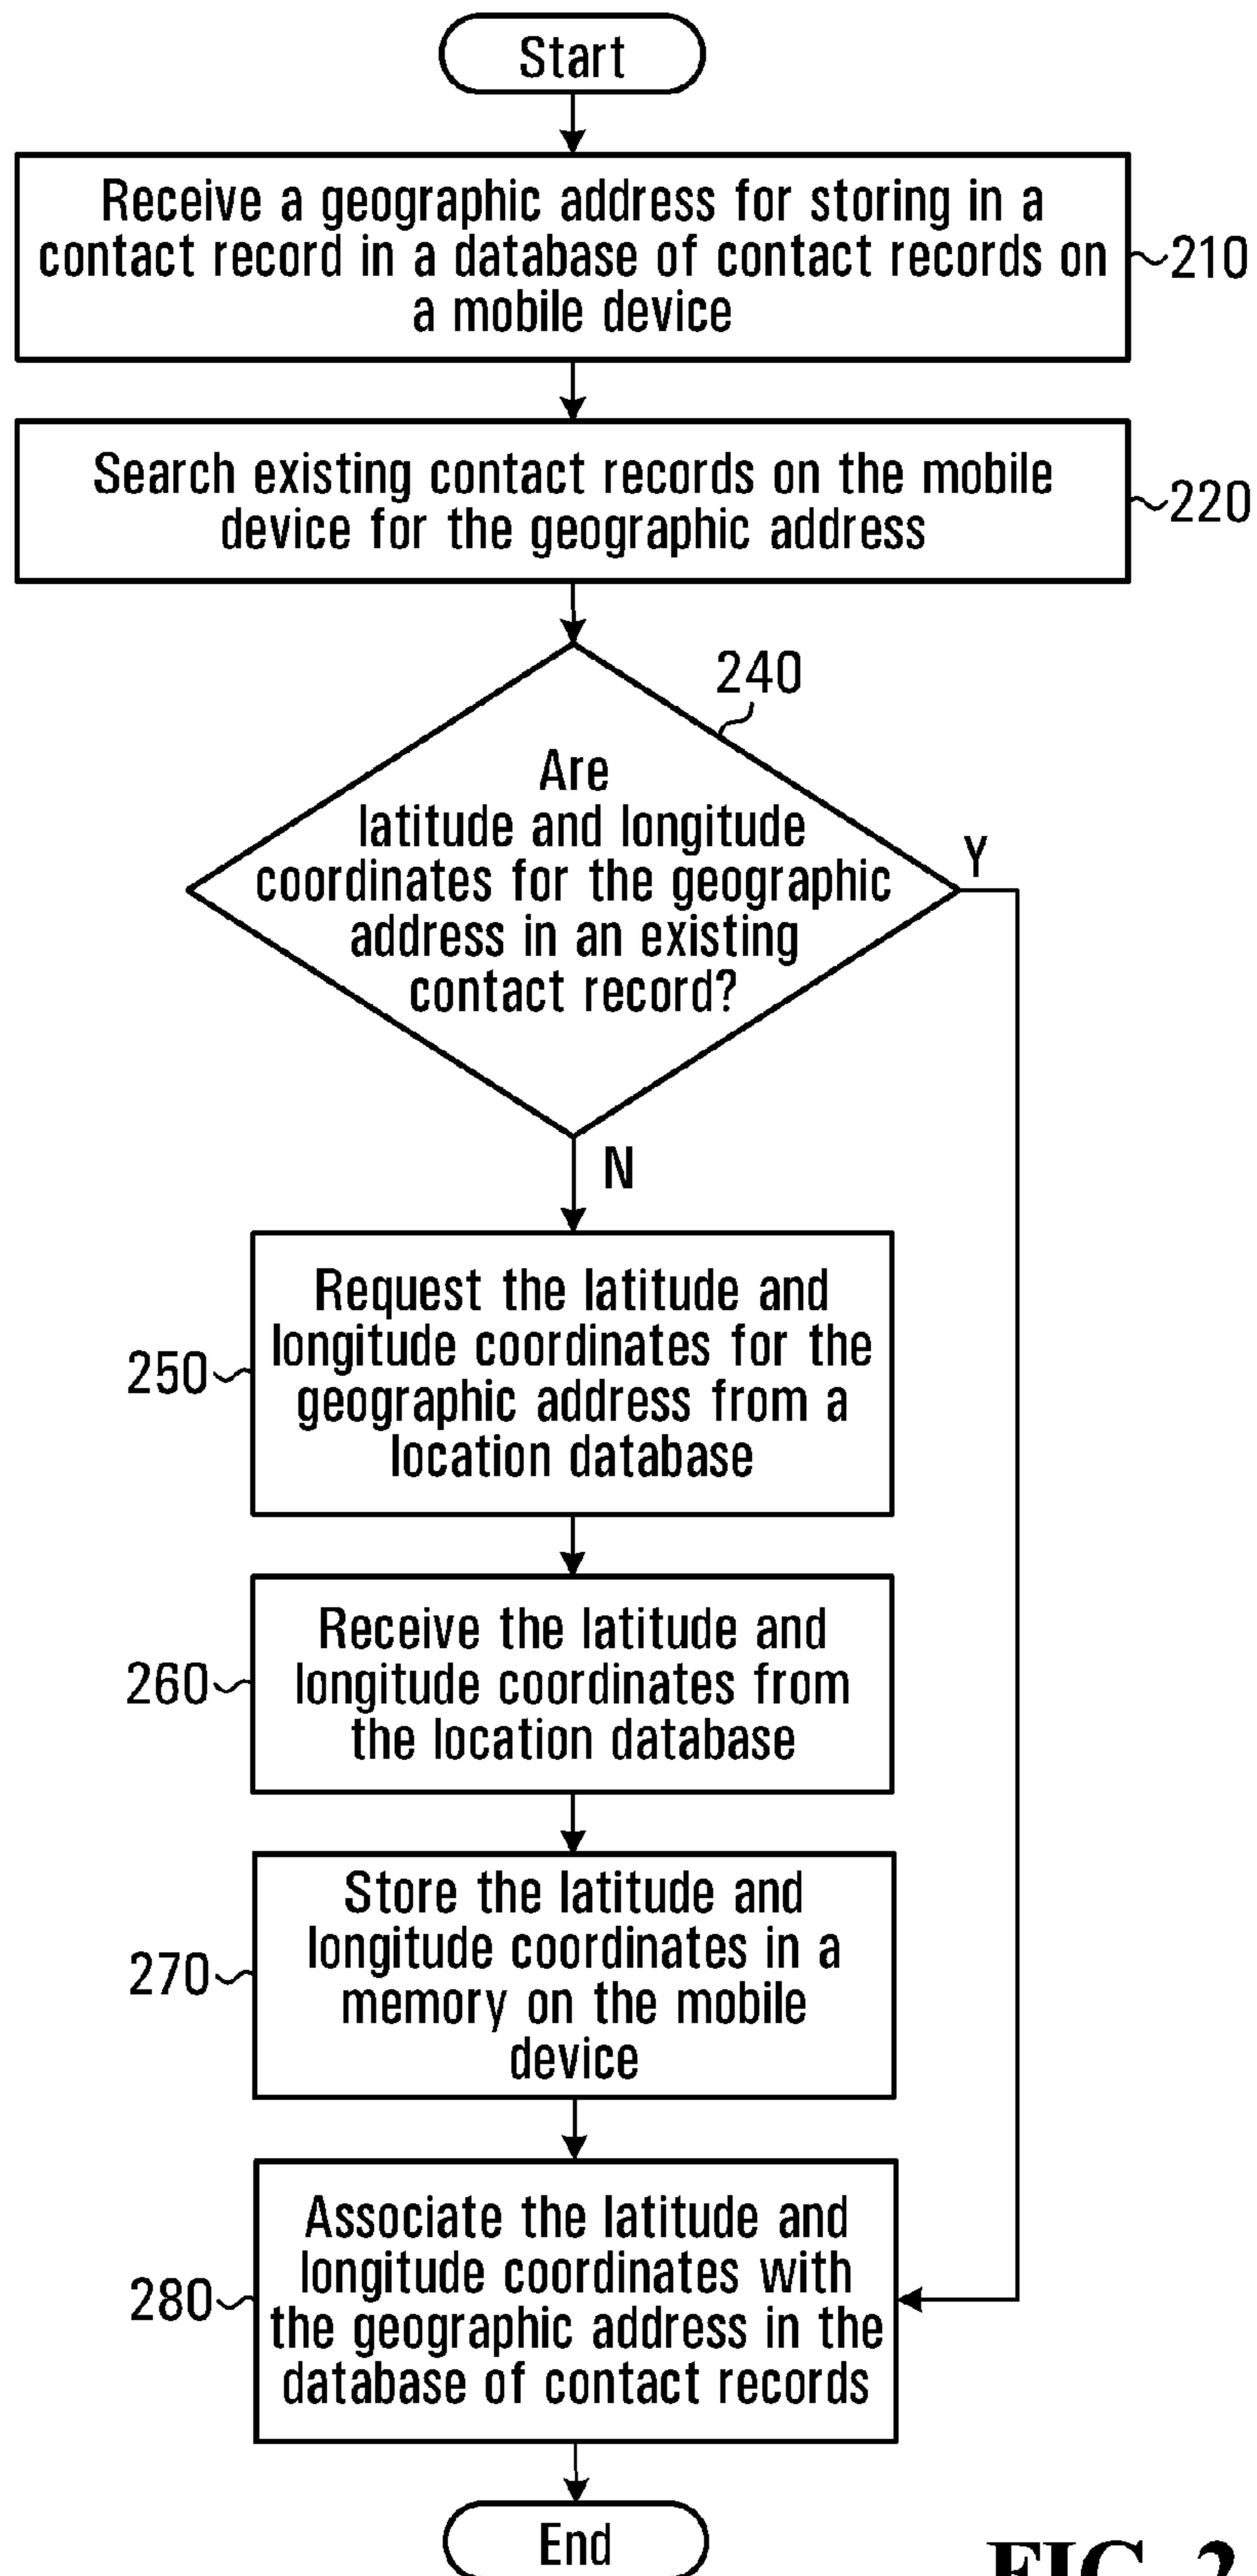 Start
Receive a geographic address for storing in a
contact record in a database of contact records on
a mobile device
210
Search existing contact records on the mobile
device for the geographic address
220
240
Are
latitude and longitude
coordinates for the geographic
address in an existing
contact record?
Y
N
Request the latitude and
longitude coordinates for the
geographic address from a
location database
250
Receive the latitude and
longitude coordinates from
the location database
260
Store the latitude and
longitude coordinates in a
memory on the mobile
device
270
Associate the latitude and
longitude coordinates with
the geographic address in the
database of contact records
280
End
FIG. 2